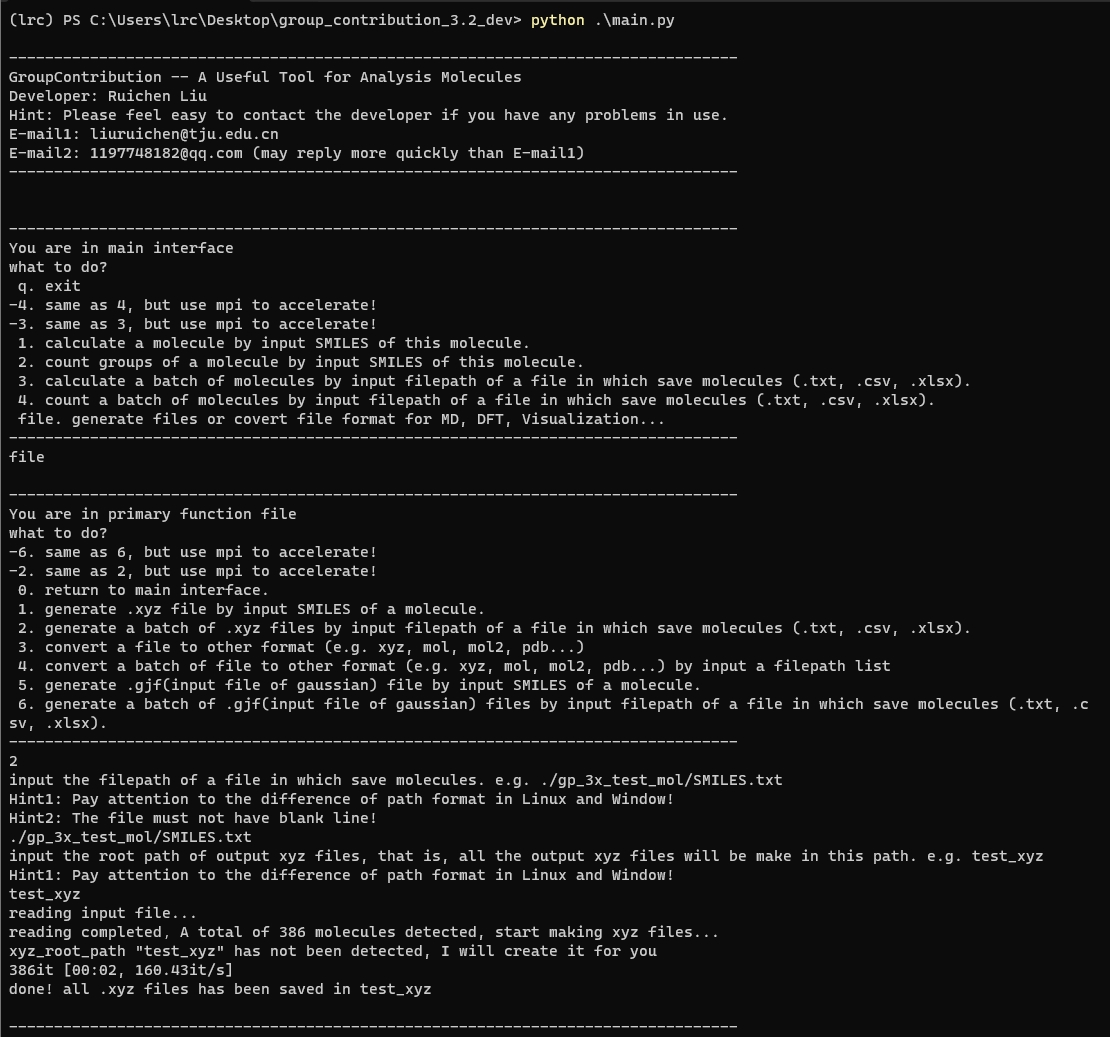 (lrc) PS C:\Users\lrc\Desktop\group_contribution_3.2_dev> python .\main.py
---------------------------------------------------------------------------------
GroupContribution -- A Useful Tool for Analysis Molecules
Developer: Ruichen Liu
Hint: Please feel easy to contact the developer if you have any problems in use.
E-mail1: liuruichen@tju.edu.cn
E-mail2: 1197748182@qq.com (may reply more quickly than E-mail1)
---------------------------------------------------------------------------------
---------------------------------------------------------------------------------
You are in main interface
what to do?
 q. exit
-4. same as 4, but use mpi to accelerate!
-3. same as 3, but use mpi to accelerate!
 1. calculate a molecule by input SMILES of this molecule.
 2. count groups of a molecule by input SMILES of this molecule.
 3. calculate a batch of molecules by input filepath of a file in which save molecules (.txt, .csv, .xlsx).
 4. count a batch of molecules by input filepath of a file in which save molecules (.txt, .csv, .xlsx).
 file. generate files or covert file format for MD, DFT, Visualization...
---------------------------------------------------------------------------------
file
---------------------------------------------------------------------------------
You are in primary function file
what to do?
-6. same as 6, but use mpi to accelerate!
-2. same as 2, but use mpi to accelerate!
 0. return to main interface.
 1. generate .xyz file by input SMILES of a molecule.
 2. generate a batch of .xyz files by input filepath of a file in which save molecules (.txt, .csv, .xlsx).
 3. convert a file to other format (e.g. xyz, mol, mol2, pdb...)
 4. convert a batch of file to other format (e.g. xyz, mol, mol2, pdb...) by input a filepath list
 5. generate .gjf(input file of gaussian) file by input SMILES of a molecule.
 6. generate a batch of .gjf(input file of gaussian) files by input filepath of a file in which save molecules (.txt, .c
sv, .xlsx).
---------------------------------------------------------------------------------
2
input the filepath of a file in which save molecules. e.g. ./gp_3x_test_mol/SMILES.txt
Hint1: Pay attention to the difference of path format in Linux and Window!
Hint2: The file must not have blank line!
./gp_3x_test_mol/SMILES.txt
input the root path of output xyz files, that is, all the output xyz files will be make in this path. e.g. test_xyz
Hint1: Pay attention to the difference of path format in Linux and Window!
test_xyz
reading input file...
reading completed, A total of 386 molecules detected, start making xyz files...
xyz_root_path "test_xyz" has not been detected, I will create it for you
386it [00:02, 160.43it/s]
done! all .xyz files has been saved in test_xyz
---------------------------------------------------------------------------------